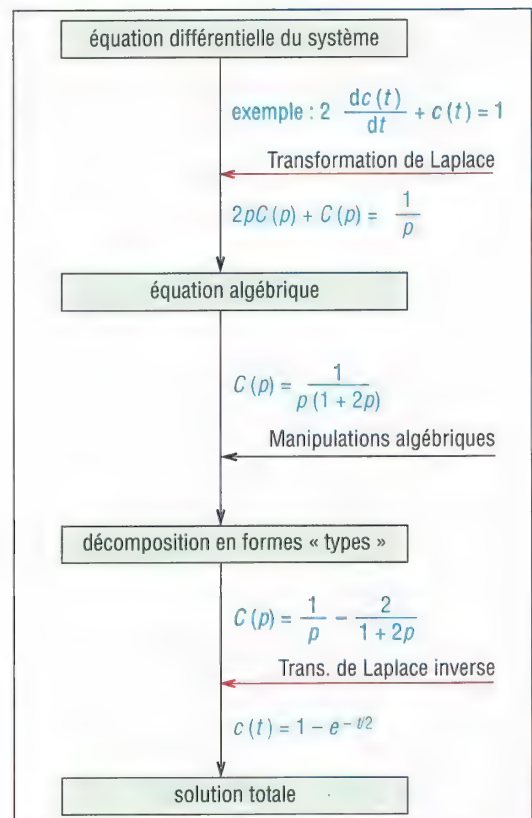 équation différentielle du système
exemple : 2 dc(t)/dt + c(t) = 1
Transformation de Laplace
2pC(p) + C(p) = 1/p
équation algébrique
C(p) = 1/(p(1 + 2p))
Manipulations algébriques
décomposition en formes « types »
C(p) = 1/p − 2/(1 + 2p)
Trans. de Laplace inverse
c(t) = 1 − e^(− t/2)
solution totale